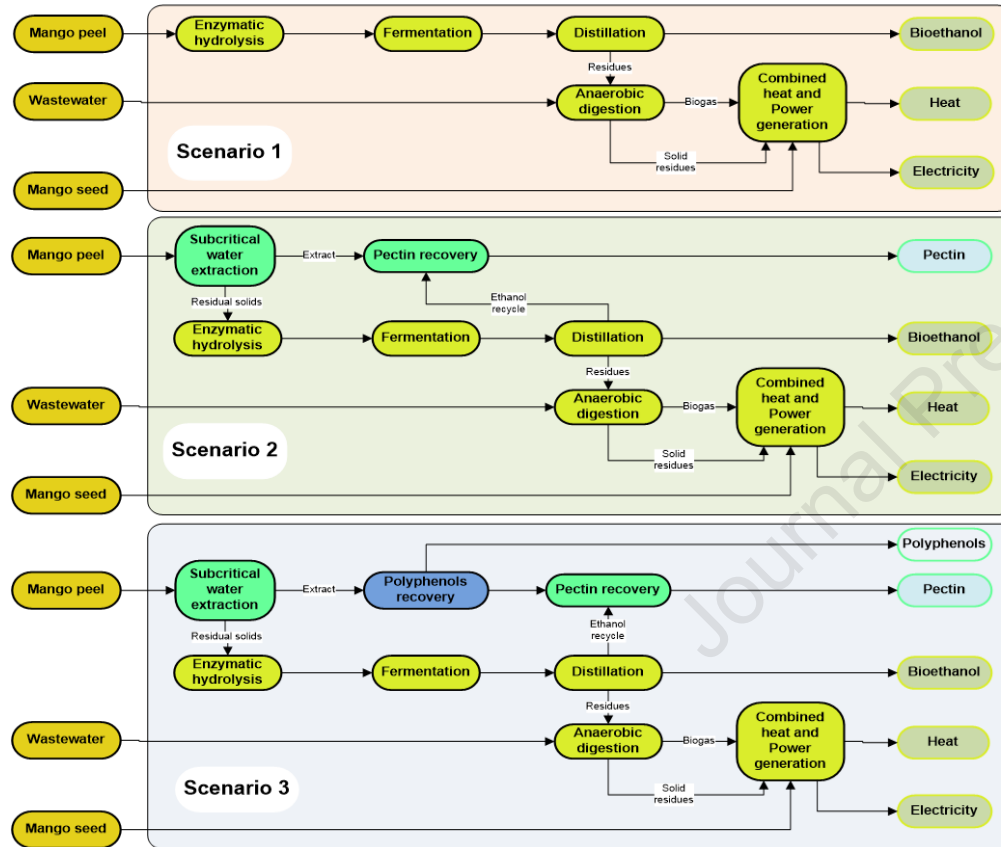 Mango peel
Enzymatic
hydrolysis
Fermentation
Distillation
Bioethanol
Residues
Wastewater
Anaerobic
digestion
Biogas
Combined
heat and
Power
generation
Heat
Scenario 1
Solid
residues
Electricity
Mango seed
Mango peel
Subcritical
water
extraction
Extract
Pectin recovery
Pectin
Residual solids
Ethanol
recycle
Enzymatic
hydrolysis
Fermentation
Distillation
Bioethanol
Residues
Wastewater
Anaerobic
digestion
Biogas
Combined
heat and
Power
generation
Heat
Scenario 2
Solid
residues
Electricity
Mango seed
Polyphenols
Mango peel
Subcritical
water
extraction
Extract
Polyphenols
recovery
Pectin recovery
Pectin
Residual solids
Ethanol
recycle
Enzymatic
hydrolysis
Fermentation
Distillation
Bioethanol
Residues
Wastewater
Anaerobic
digestion
Biogas
Combined
heat and
Power
generation
Heat
Scenario 3
Solid
residues
Electricity
Mango seed
Journal Pre